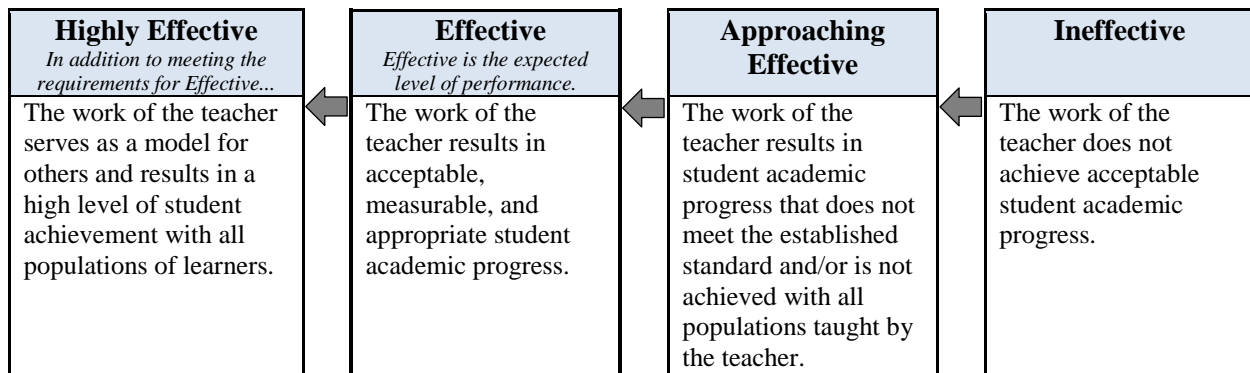 Highly Effective
In addition to meeting the
requirements for Effective...
The work of the teacher
serves as a model for
others and results in a
high level of student
achievement with all
populations of learners.
Effective
Effective is the expected
level of performance.
The work of the
teacher results in
acceptable,
measurable, and
appropriate student
academic progress.
Approaching
Effective
The work of the
teacher results in
student academic
progress that does not
meet the established
standard and/or is not
achieved with all
populations taught by
the teacher.
Ineffective
The work of the
teacher does not
achieve acceptable
student academic
progress.